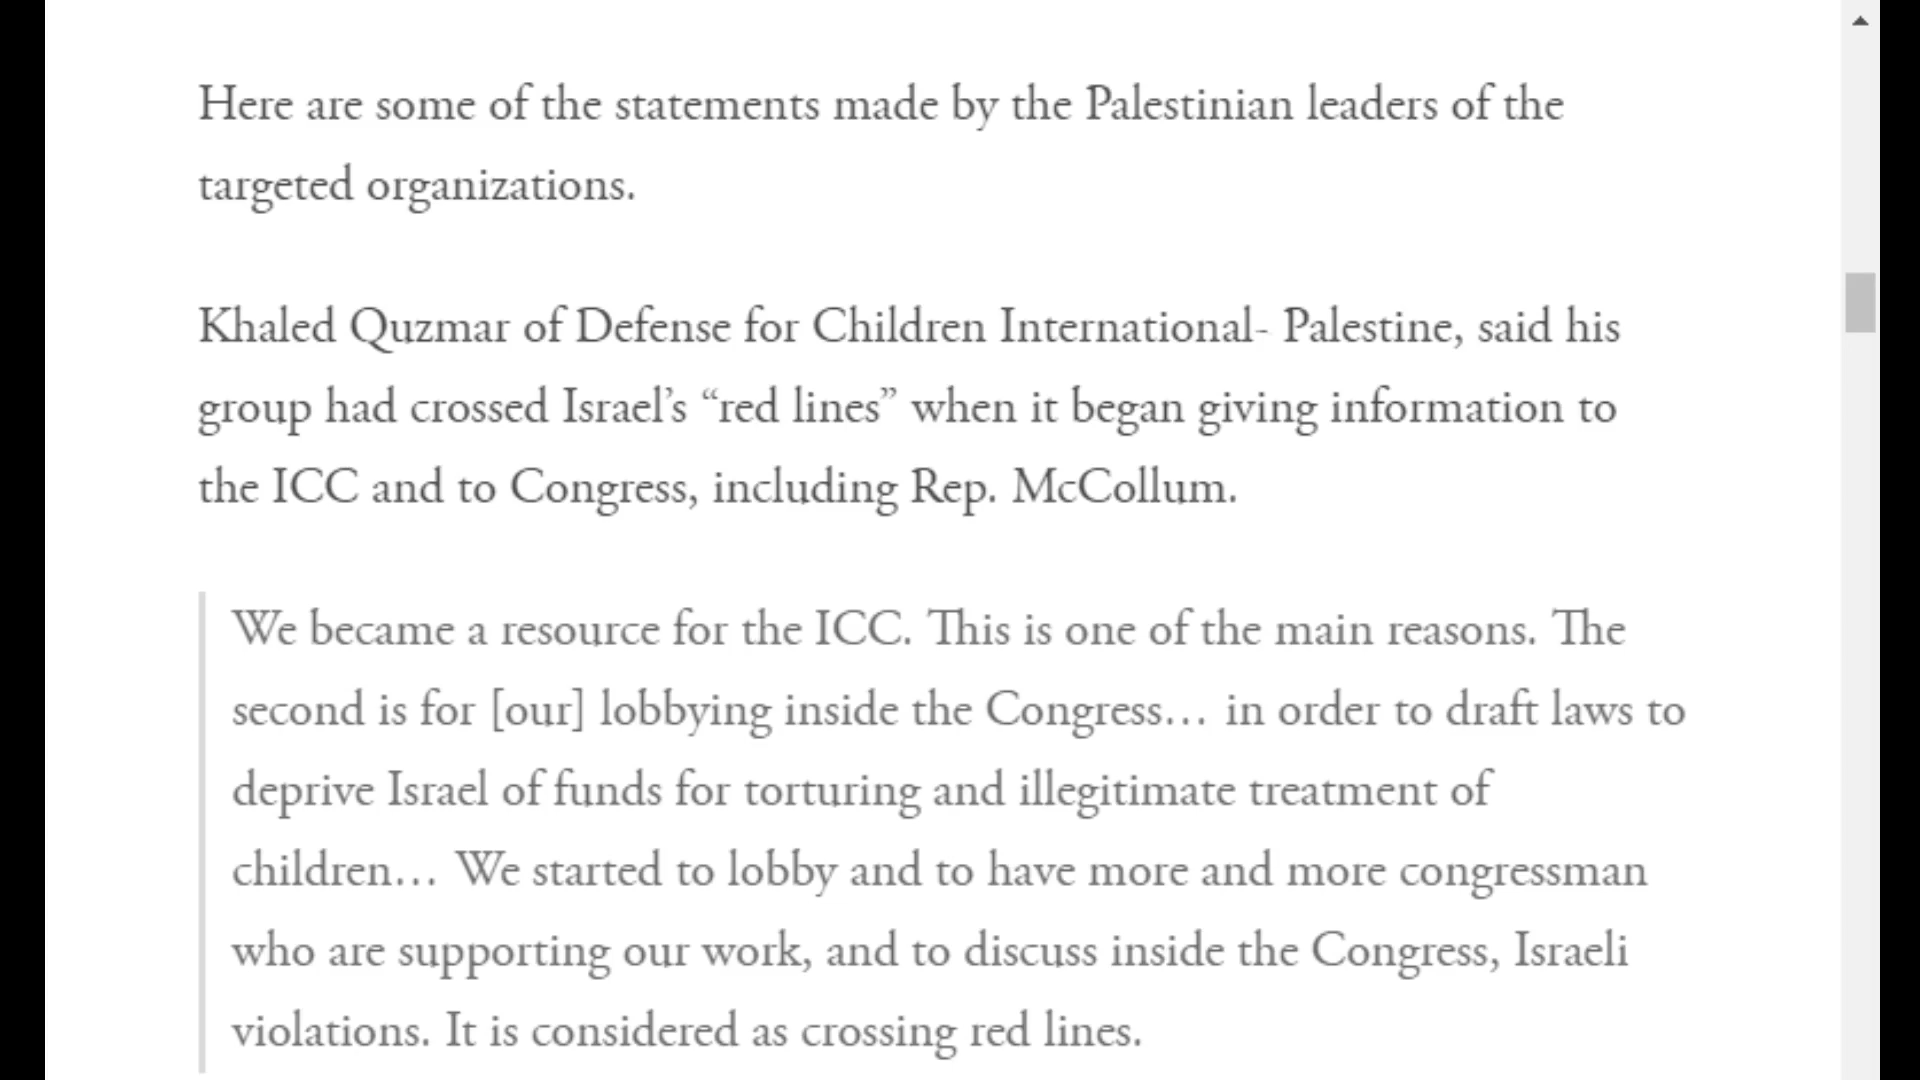 Here are some of the statements made by the Palestinian leaders of the
targeted organizations.
Khaled Quzmar of Defense for Children International- Palestine, said his
group had crossed Israel’s “red lines” when it began giving information to
the ICC and to Congress, including Rep. McCollum.
We became a resource for the ICC. This is one of the main reasons. The
second is for [our] lobbying inside the Congress… in order to draft laws to
deprive Israel of funds for torturing and illegitimate treatment of
children… We started to lobby and to have more and more congressman
who are supporting our work, and to discuss inside the Congress, Israeli
violations. It is considered as crossing red lines.